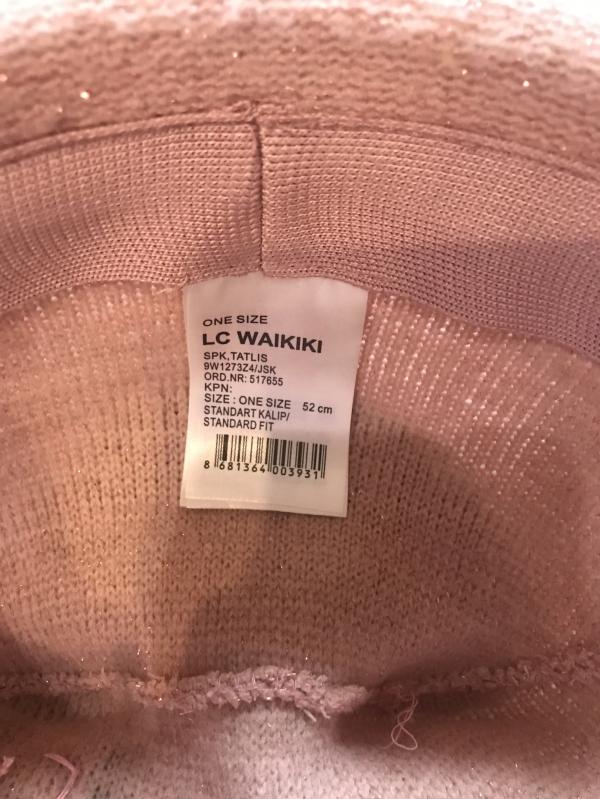 ONE SIZE
LC WAIKIKI
SPK,TATLIS
9W1273Z4/JSK
ORD.NR: 517655
KPN:
SIZE : ONE SIZE 52 cm
STANDART KALIP/
STANDARD FIT
8 681364 003931